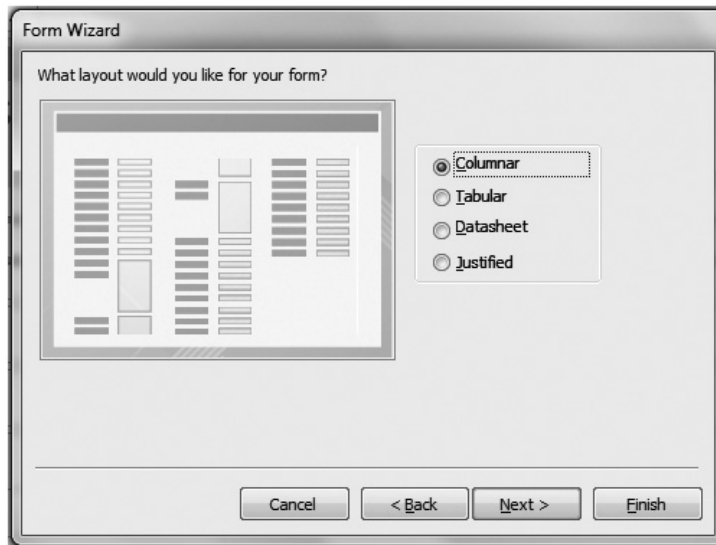 Form Wizard
What layout would you like for your form?
Columnar
Tabular
Datasheet
Justified
Cancel
< Back
Next >
Finish